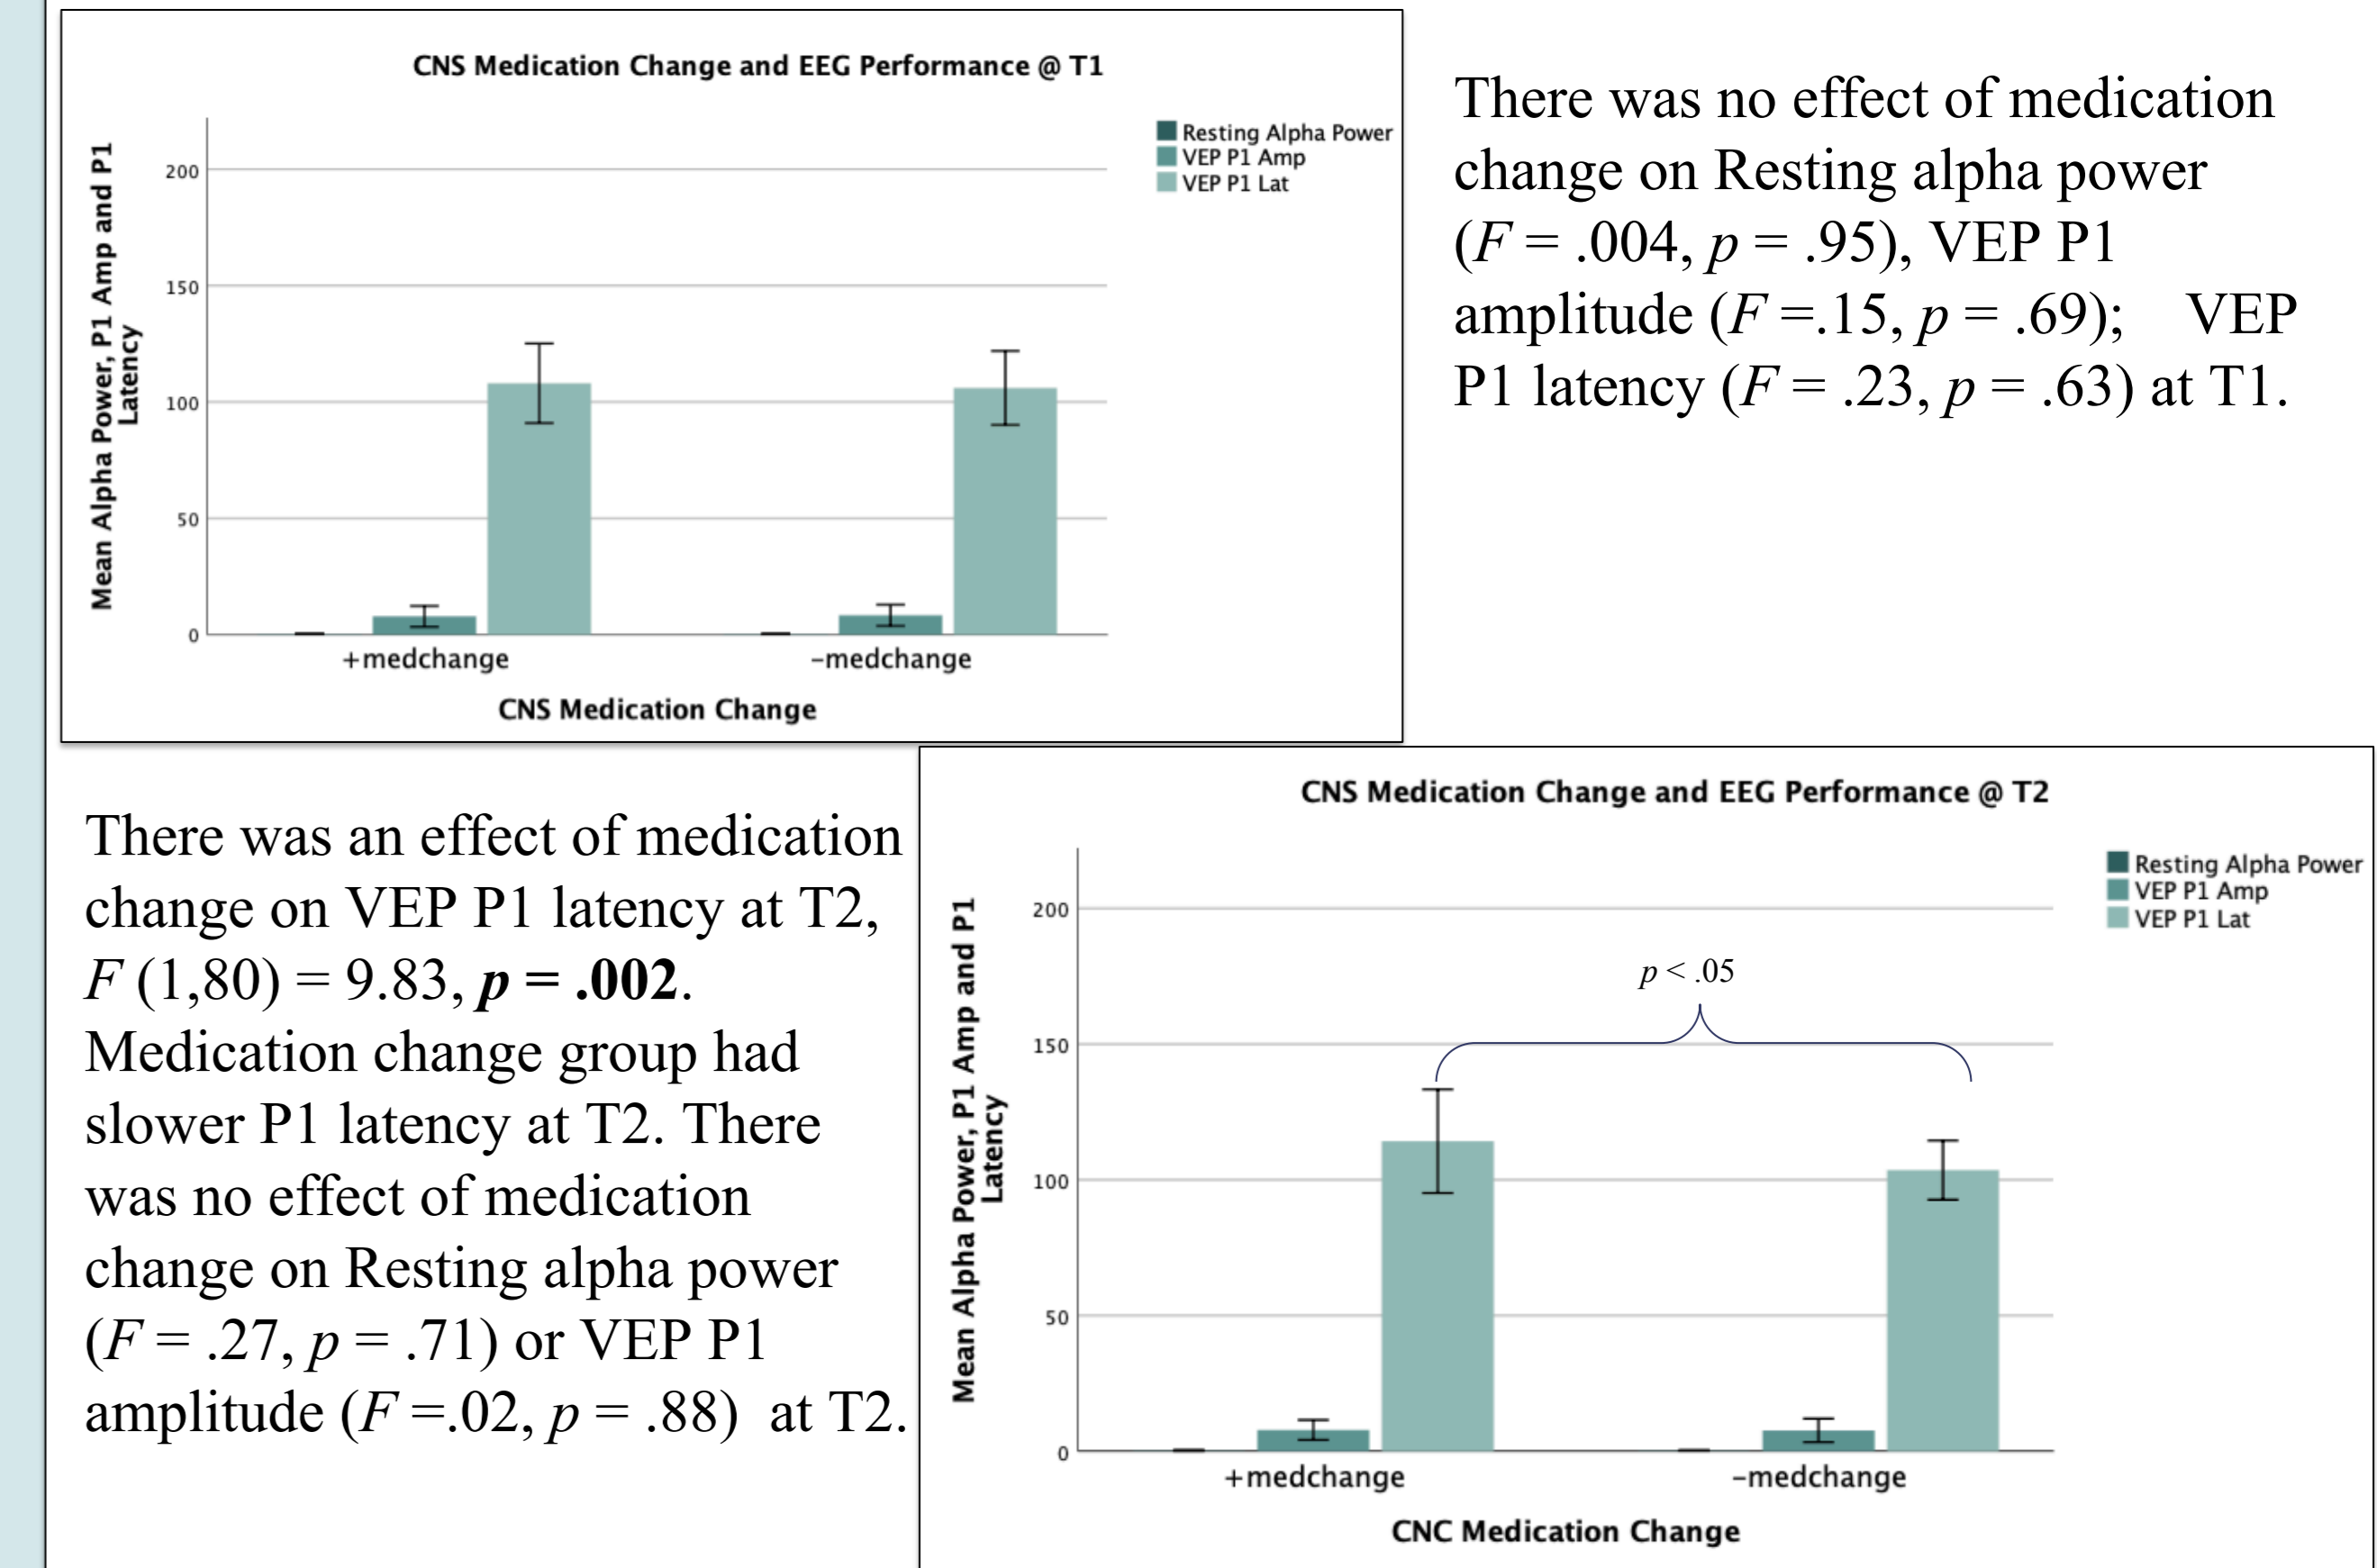 CNS Medication Change and EEG Performance @ T1
Resting Alpha Power
VEP P1 Amp
VEP P1 Lat
Mean Alpha Power, P1 Amp and P1
Latency
200
150
100
50
0
+medchange
–medchange
CNS Medication Change
There was no effect of medication
change on Resting alpha power
(F = .004, p = .95), VEP P1
amplitude (F =.15, p = .69); VEP
P1 latency (F = .23, p = .63) at T1.
There was an effect of medication
change on VEP P1 latency at T2,
F (1,80) = 9.83, p = .002.
Medication change group had
slower P1 latency at T2. There
was no effect of medication
change on Resting alpha power
(F = .27, p = .71) or VEP P1
amplitude (F =.02, p = .88) at T2.
CNS Medication Change and EEG Performance @ T2
Resting Alpha Power
VEP P1 Amp
VEP P1 Lat
Mean Alpha Power, P1 Amp and P1
Latency
200
150
100
50
0
p < .05
+medchange
–medchange
CNC Medication Change